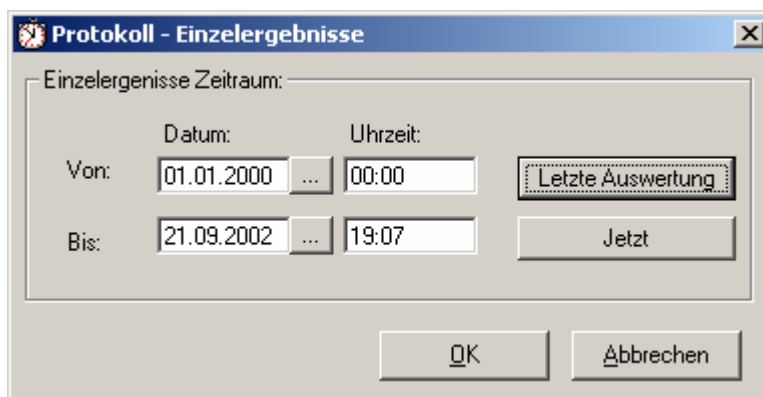 Protokoll - Einzelergebnisse
Einzelergenisse Zeitraum:
Datum: Uhrzeit:
Von: 01.01.2000 ... 00:00 Letzte Auswertung
Bis: 21.09.2002 ... 19:07 Jetzt
OK Abbrechen